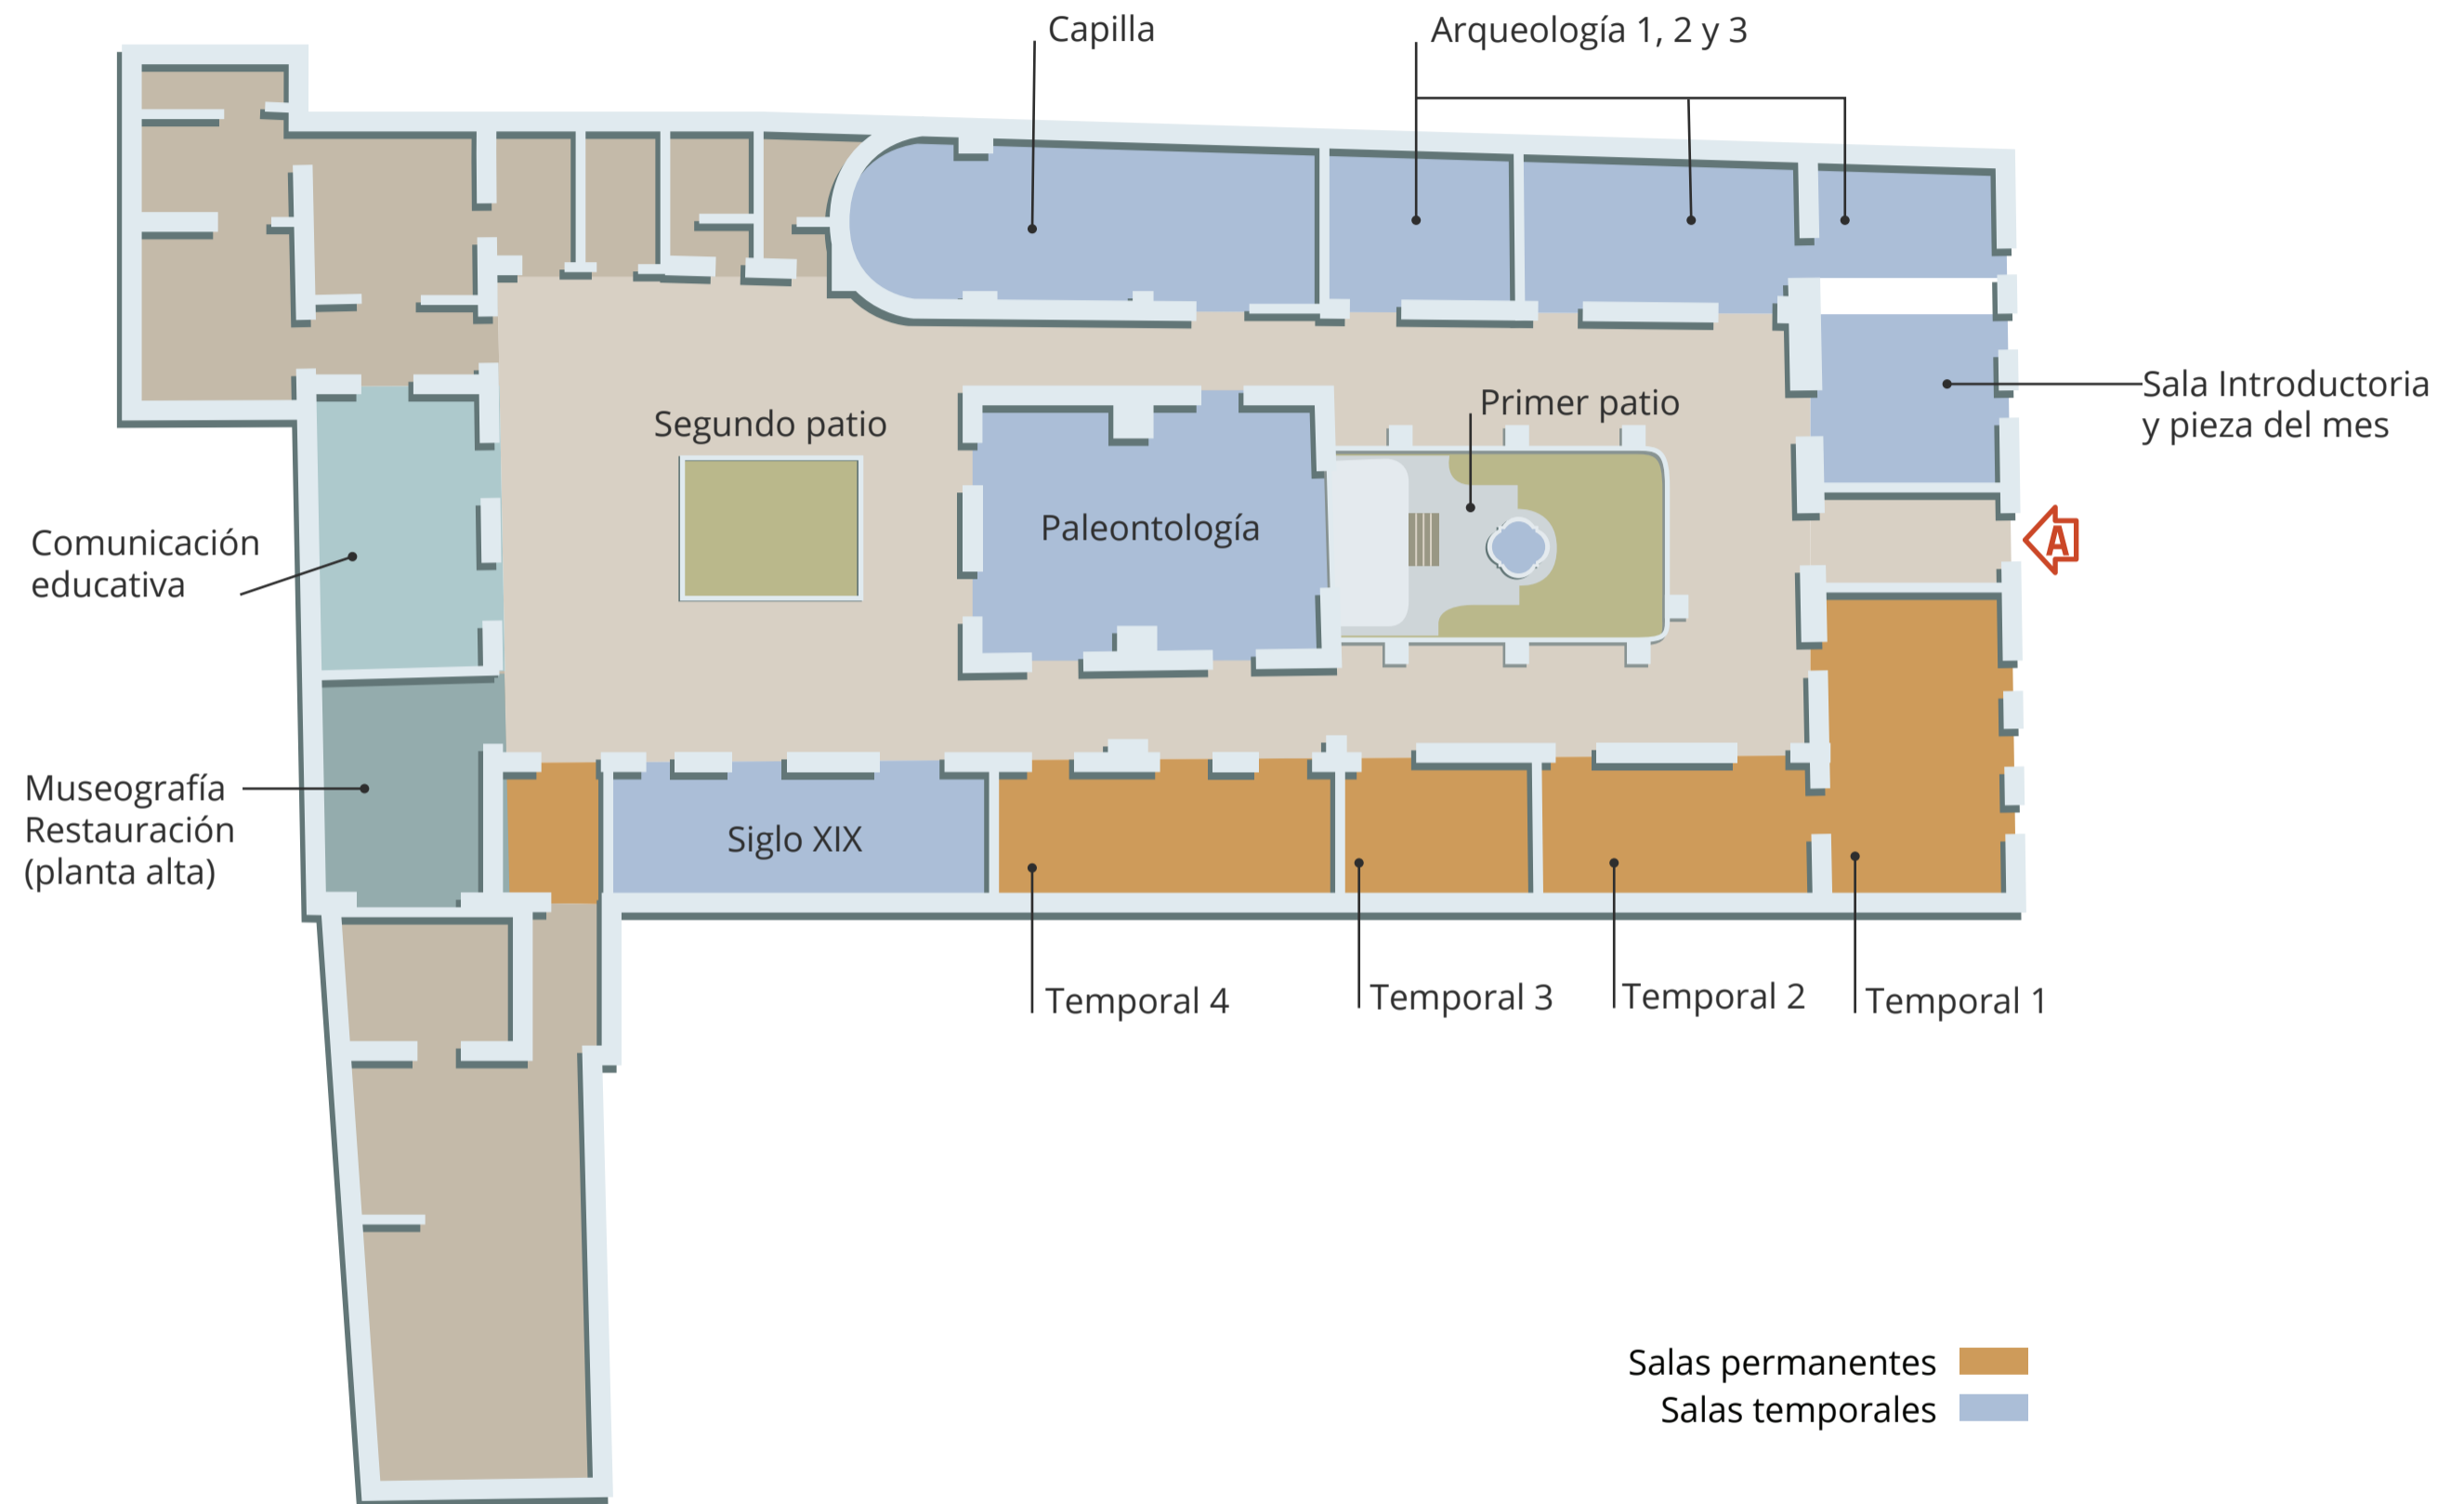 Capilla
Arqueología 1, 2 y 3
Sala Introductoria
y pieza del mes
Primer patio
Segundo patio
Paleontología
A
Comunicación
educativa
Museografía
Restauración
(planta alta)
Siglo XIX
Temporal 4
Temporal 3
Temporal 2
Temporal 1
Salas permanentes
Salas temporales